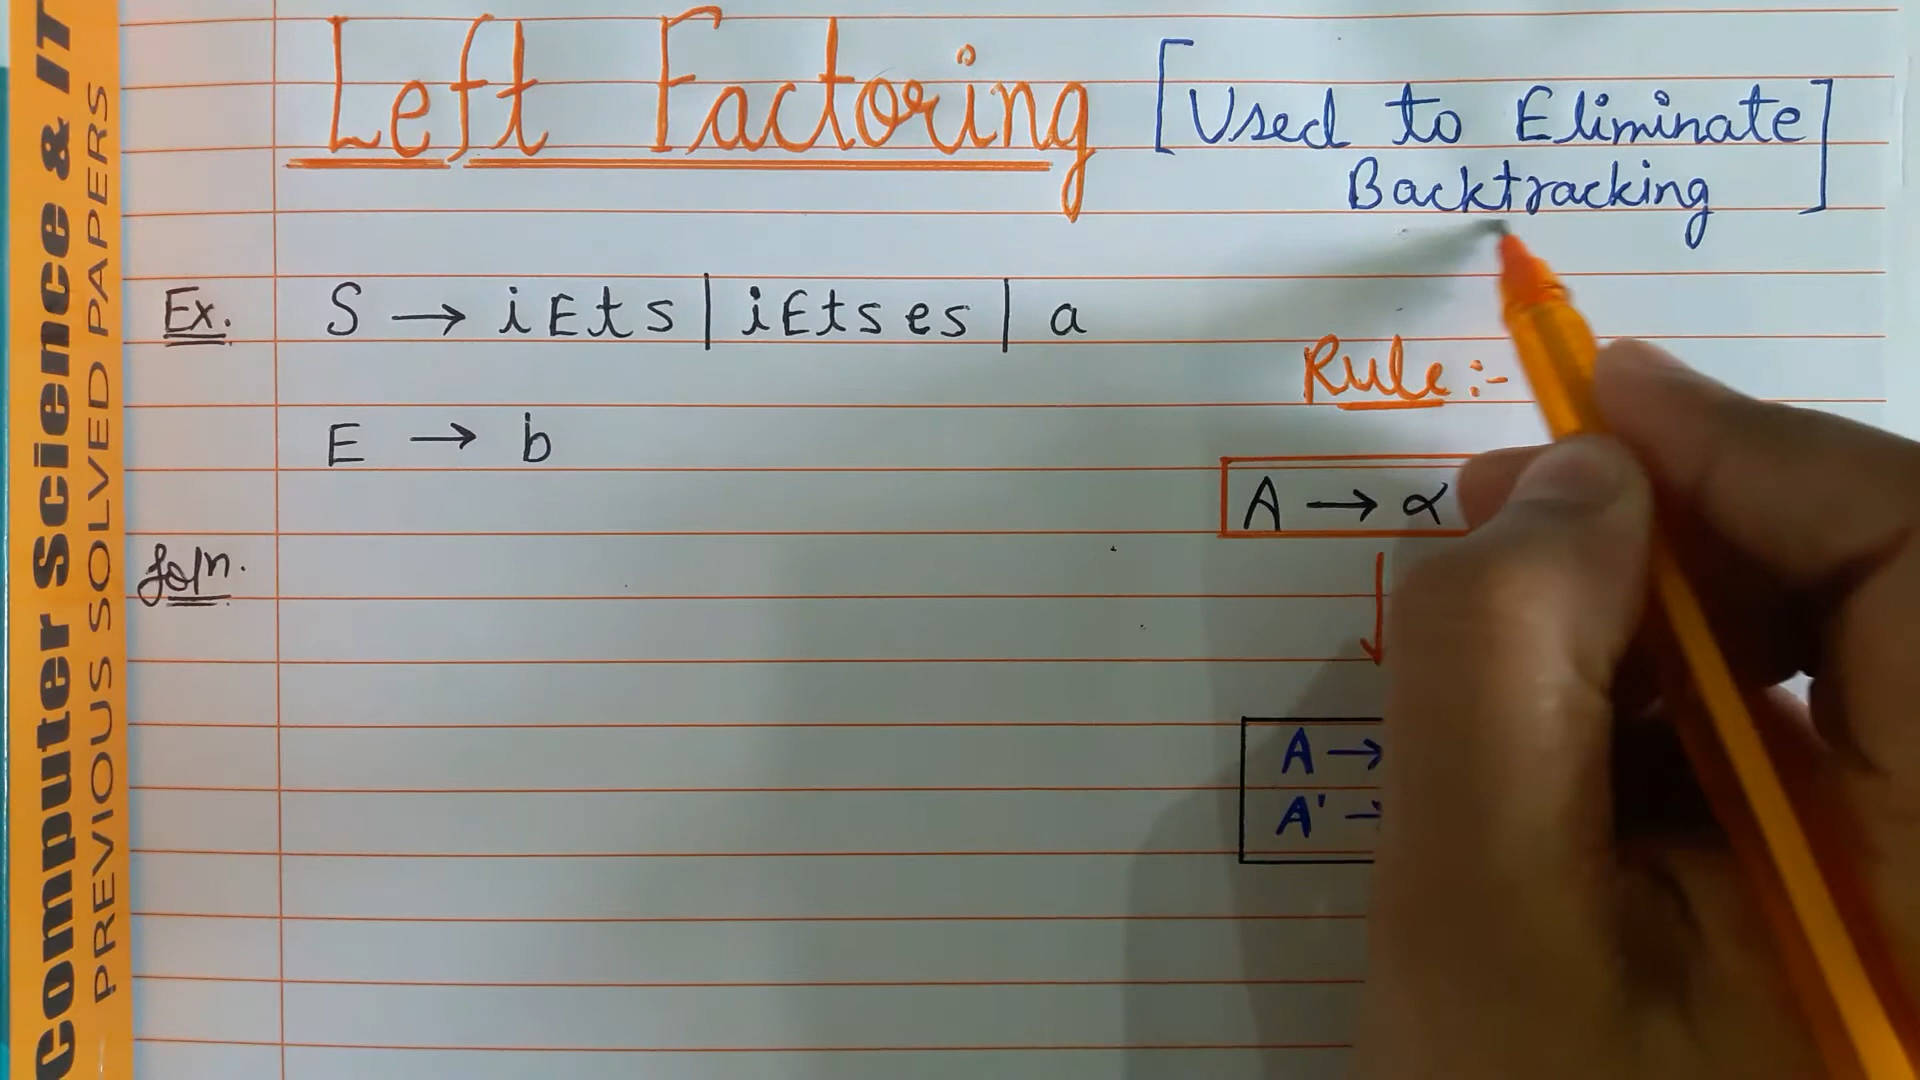 Computer Science & IT
PREVIOUS SOLVED PAPERS
Left Factoring [Used to Eliminate
Backtracking]
Ex. S → iEts | iEtses | a
Rule :-
E → b
A → α
Soln.
A →
A' →